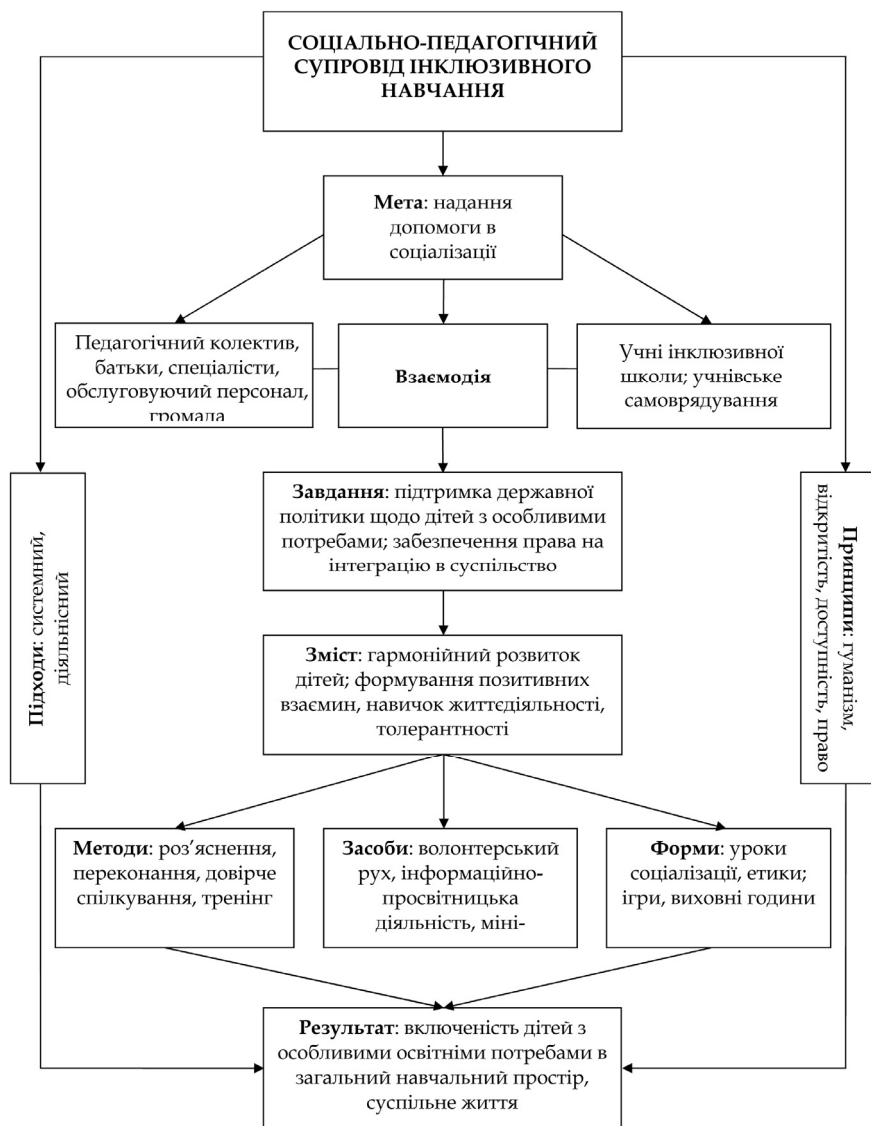 СОЦІАЛЬНО-ПЕДАГОГІЧНИЙ
СУПРОВІД ІНКЛЮЗИВНОГО
НАВЧАННЯ
Мета: надання
допомоги в
соціалізації
Педагогічний колектив,
батьки, спеціалісти,
обслуговуючий персонал,
громада
Взаємодія
Учні інклюзивної
школи; учнівське
самоврядування
Підходи: системний,
діяльнісний
Завдання: підтримка державної
політики щодо дітей з особливими
потребами; забезпечення права на
інтеграцію в суспільство
Принципи: гуманізм,
відкритість, доступність, право
Зміст: гармонійний розвиток
дітей; формування позитивних
взаємин, навичок життєдіяльності,
толерантності
Методи: роз’яснення,
переконання, довірче
спілкування, тренінг
Засоби: волонтерський
рух, інформаційно-
просвітницька
діяльність, міні-
Форми: уроки
соціалізації, етики;
ігри, виховні години
Результат: включеність дітей з
особливими освітніми потребами в
загальний навчальний простір,
суспільне життя